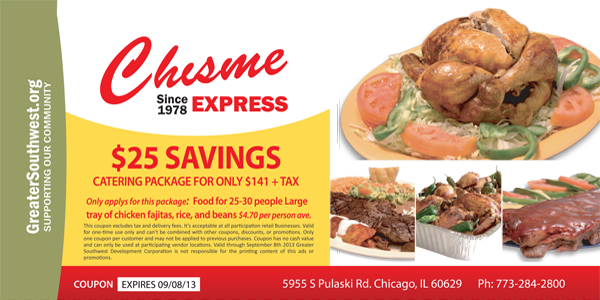 GreaterSouthwest.org
SUPPORTING OUR COMMUNITY
Chisme
Since
1978 EXPRESS
$25 SAVINGS
CATERING PACKAGE FOR ONLY $141 + TAX
Only applys for this package: Food for 25-30 people Large
tray of chicken fajitas, rice, and beans $4.70 per person ave.
This coupon excludes tax and delivery fees. It's acceptable at all participation retail Businesses. Valid
for one-time use only and can't be combined with other coupons, discounts, or promotions. Only
one coupon per customer and may not be applied to previous purchases. Coupon has no cash value
and can only be used at participating vendor locations. Valid through September 8th 2013 Greater
Southwest Development Corporation is not responsible for the printing content of this ads or
promotions.
COUPON EXPIRES 09/08/13 5955 S Pulaski Rd. Chicago, IL 60629 Ph: 773-284-2800